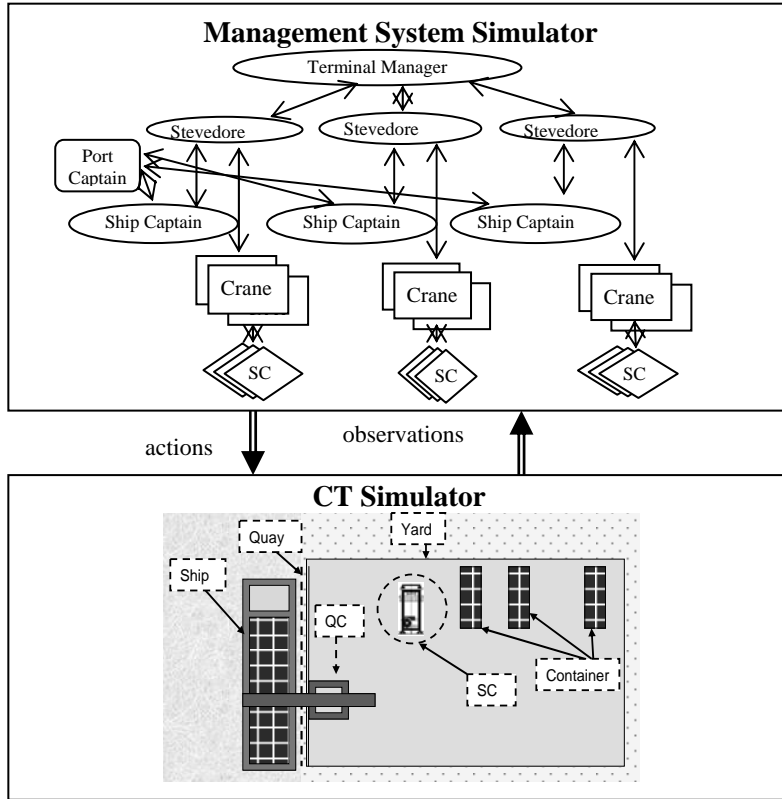 Management System Simulator
Terminal Manager
Stevedore
Stevedore
Stevedore
Port
Captain
Ship Captain
Ship Captain
Ship Captain
Crane
Crane
Crane
SC
SC
SC
actions
observations
CT Simulator
Quay
Yard
Ship
QC
SC
Container